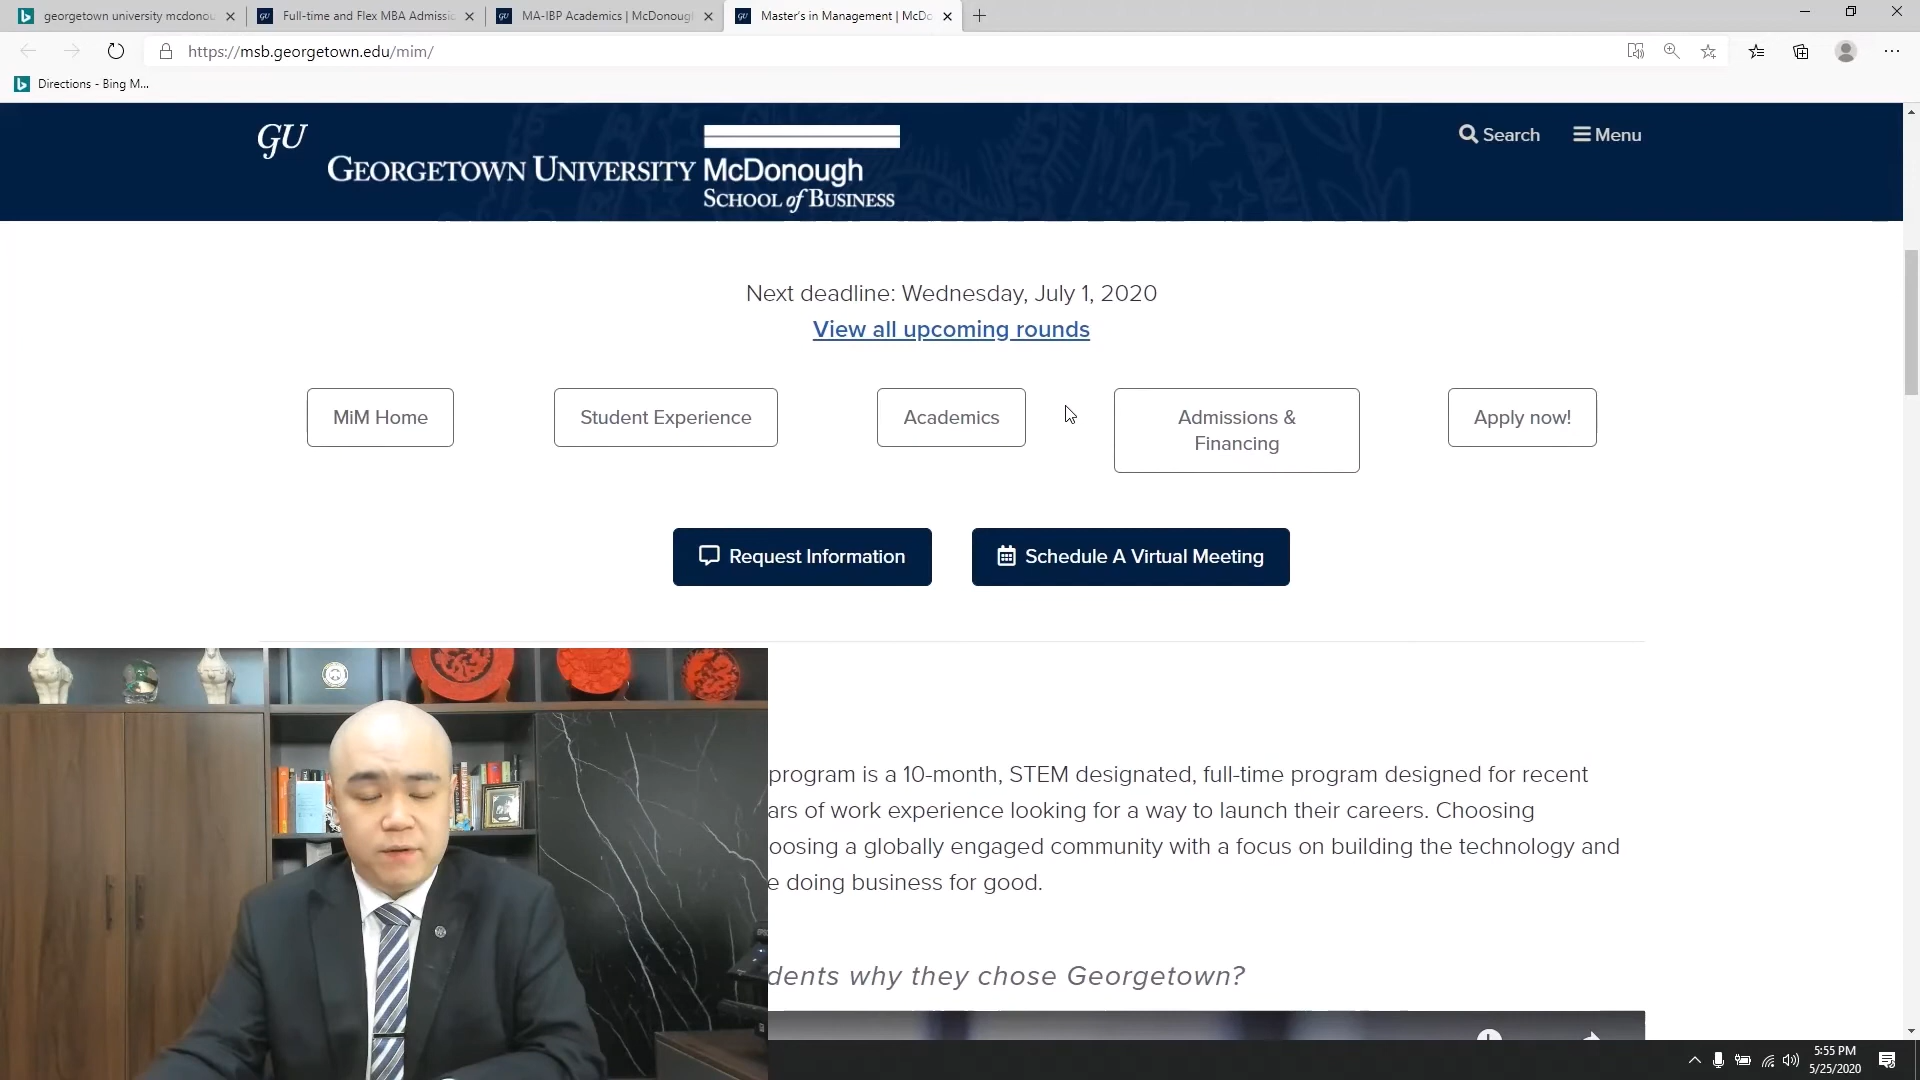 georgetown university mcdonou
Full-time and Flex MBA Admissi
MA-IBP Academics | McDonough
Master's in Management | McDo
https://msb.georgetown.edu/mim/
Directions - Bing M...
GU
GEORGETOWN UNIVERSITY
McDonough
SCHOOL of BUSINESS
Search
Menu
Next deadline: Wednesday, July 1, 2020
View all upcoming rounds
MiM Home
Student Experience
Academics
Admissions &
Financing
Apply now!
Request Information
Schedule A Virtual Meeting
program is a 10-month, STEM designated, full-time program designed for recent
ars of work experience looking for a way to launch their careers. Choosing
oosing a globally engaged community with a focus on building the technology and
e doing business for good.
dents why they chose Georgetown?
5:55 PM
5/25/2020